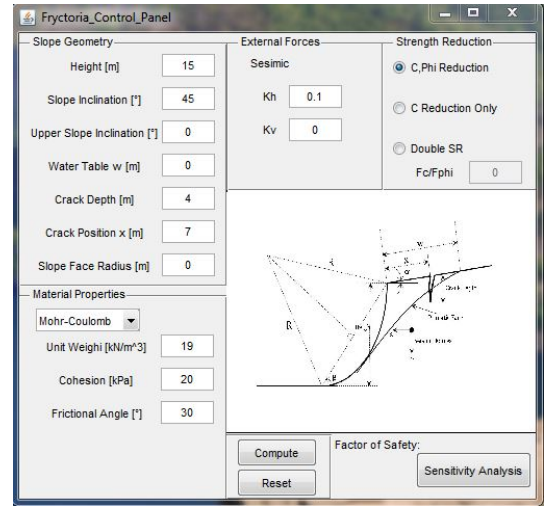 Fryctoria_Control_Panel
Slope Geometry
Height [m] 15
Slope Inclination [°] 45
Upper Slope Inclination [°] 0
Water Table w [m] 0
Crack Depth [m] 4
Crack Position x [m] 7
Slope Face Radius [m] 0
Material Properties
Mohr-Coulomb
Unit Weighi [kN/m^3] 19
Cohesion [kPa] 20
Frictional Angle [°] 30
External Forces
Sesimic
Kh 0.1
Kv 0
Strength Reduction
C,Phi Reduction
C Reduction Only
Double SR
Fc/Fphi 0
R
Compute
Reset
Factor of Safety:
Sensitivity Analysis